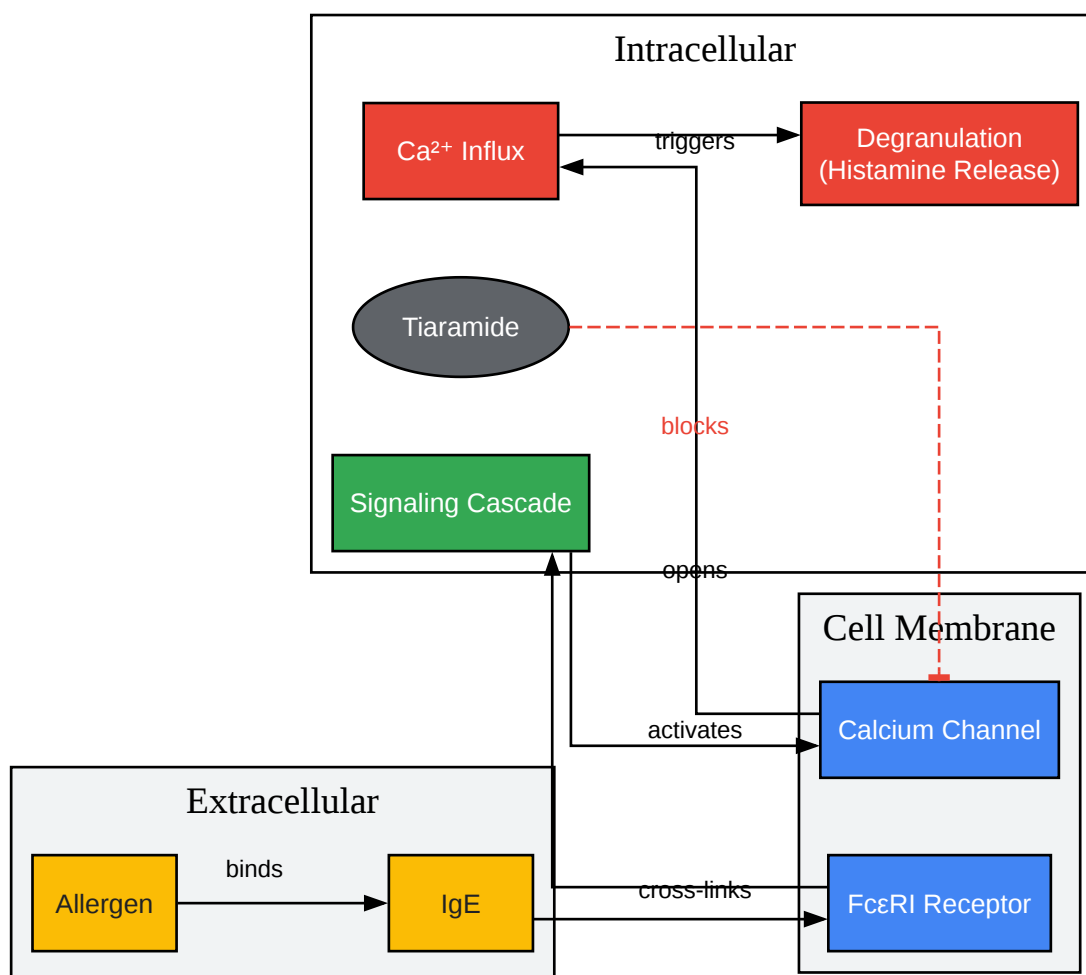 Intracellular
Ca²⁺ Influx
triggers
Degranulation
(Histamine Release)
Tiaramide
blocks
Signaling Cascade
opens
Cell Membrane
Calcium Channel
activates
Extracellular
Allergen
binds
IgE
cross-links
FcεRI Receptor